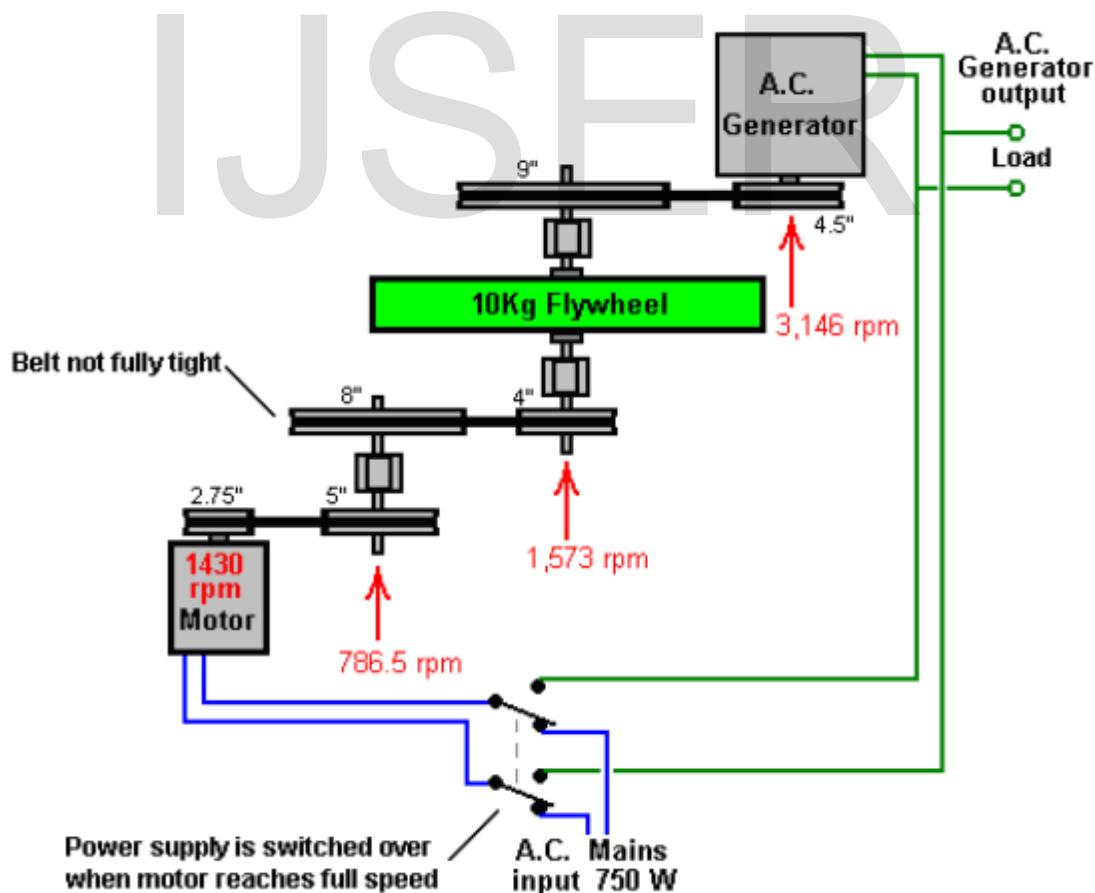 IJSER
A.C.
Generator
A.C.
Generator
output
Load
9"
4.5"
10Kg Flywheel
3,146 rpm
Belt not fully tight
8"
4"
2.75"
5"
1,573 rpm
1430
rpm
Motor
786.5 rpm
Power supply is switched over
when motor reaches full speed
A.C. Mains
input 750 W